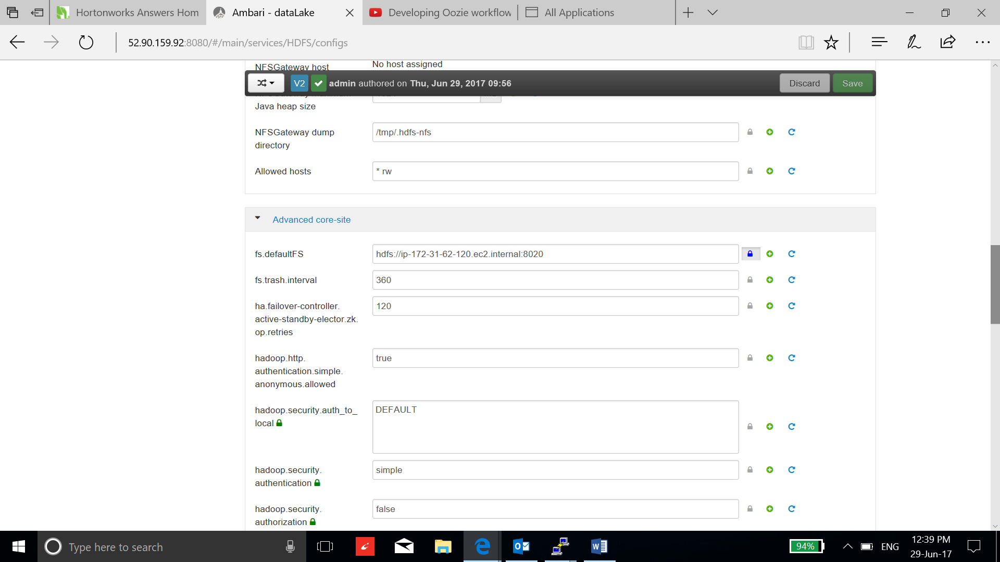 Hortonworks Answers Hom
Ambari - dataLake
Developing Oozie workflow
All Applications
52.90.159.92:8080/#/main/services/HDFS/configs
NFSGateway host
No host assigned
V2
admin authored on Thu, Jun 29, 2017 09:56
Discard
Save
Java heap size
NFSGateway dump
directory
/tmp/.hdfs-nfs
Allowed hosts
* rw
Advanced core-site
fs.defaultFS
hdfs://ip-172-31-62-120.ec2.internal:8020
fs.trash.interval
360
ha.failover-controller.
active-standby-elector.zk.
op.retries
120
hadoop.http.
authentication.simple.
anonymous.allowed
true
hadoop.security.auth_to_
local
DEFAULT
hadoop.security.
authentication
simple
hadoop.security.
authorization
false
Type here to search
94%
ENG
12:39 PM
29-Jun-17